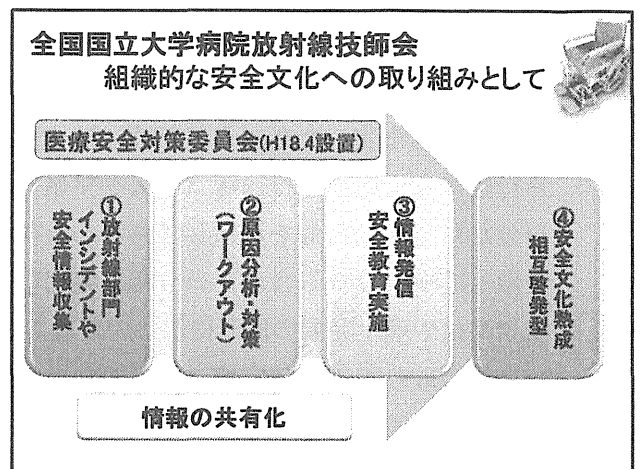 全国国立大学病院放射線技師会
組織的な安全文化への取り組みとして
医療安全対策委員会(H18.4設置)
①放射線部門
インシデントや
安全情報収集
②原因分析・対策
(ワークアウト)
③情報発信
安全教育実施
④安全文化熟成
相互啓発型
情報の共有化